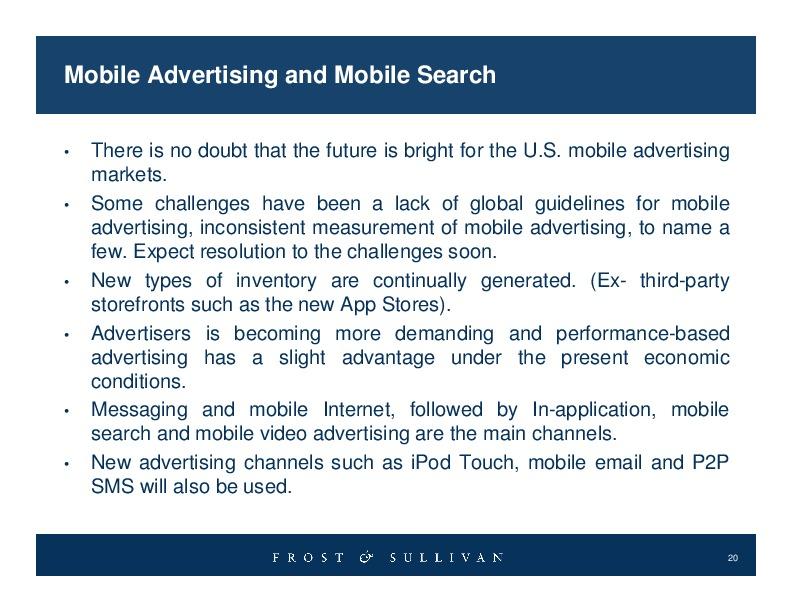 Mobile Advertising and Mobile Search
• There is no doubt that the future is bright for the U.S. mobile advertising
markets.
• Some challenges have been a lack of global guidelines for mobile
advertising, inconsistent measurement of mobile advertising, to name a
few. Expect resolution to the challenges soon.
• New types of inventory are continually generated. (Ex- third-party
storefronts such as the new App Stores).
• Advertisers is becoming more demanding and performance-based
advertising has a slight advantage under the present economic
conditions.
• Messaging and mobile Internet, followed by In-application, mobile
search and mobile video advertising are the main channels.
• New advertising channels such as iPod Touch, mobile email and P2P
SMS will also be used.
FROST & SULLIVAN
20